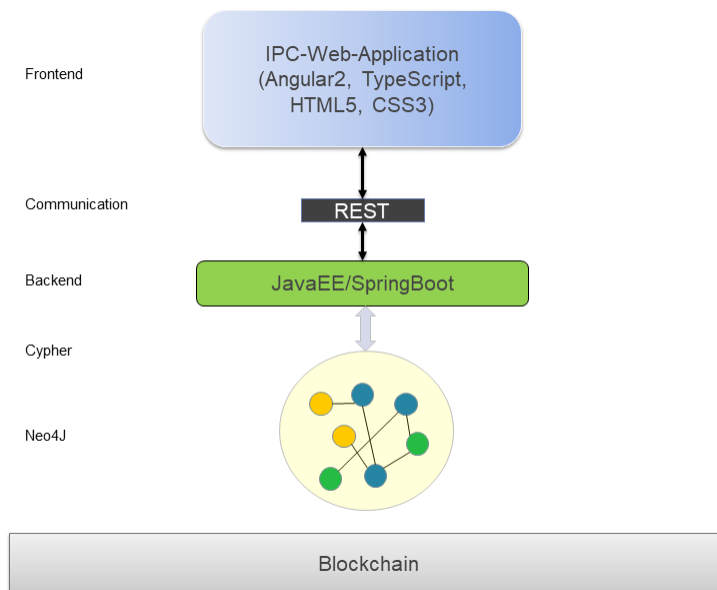 Frontend
IPC-Web-Application
(Angular2, TypeScript,
HTML5, CSS3)
Communication
REST
Backend
JavaEE/SpringBoot
Cypher
Neo4J
Blockchain